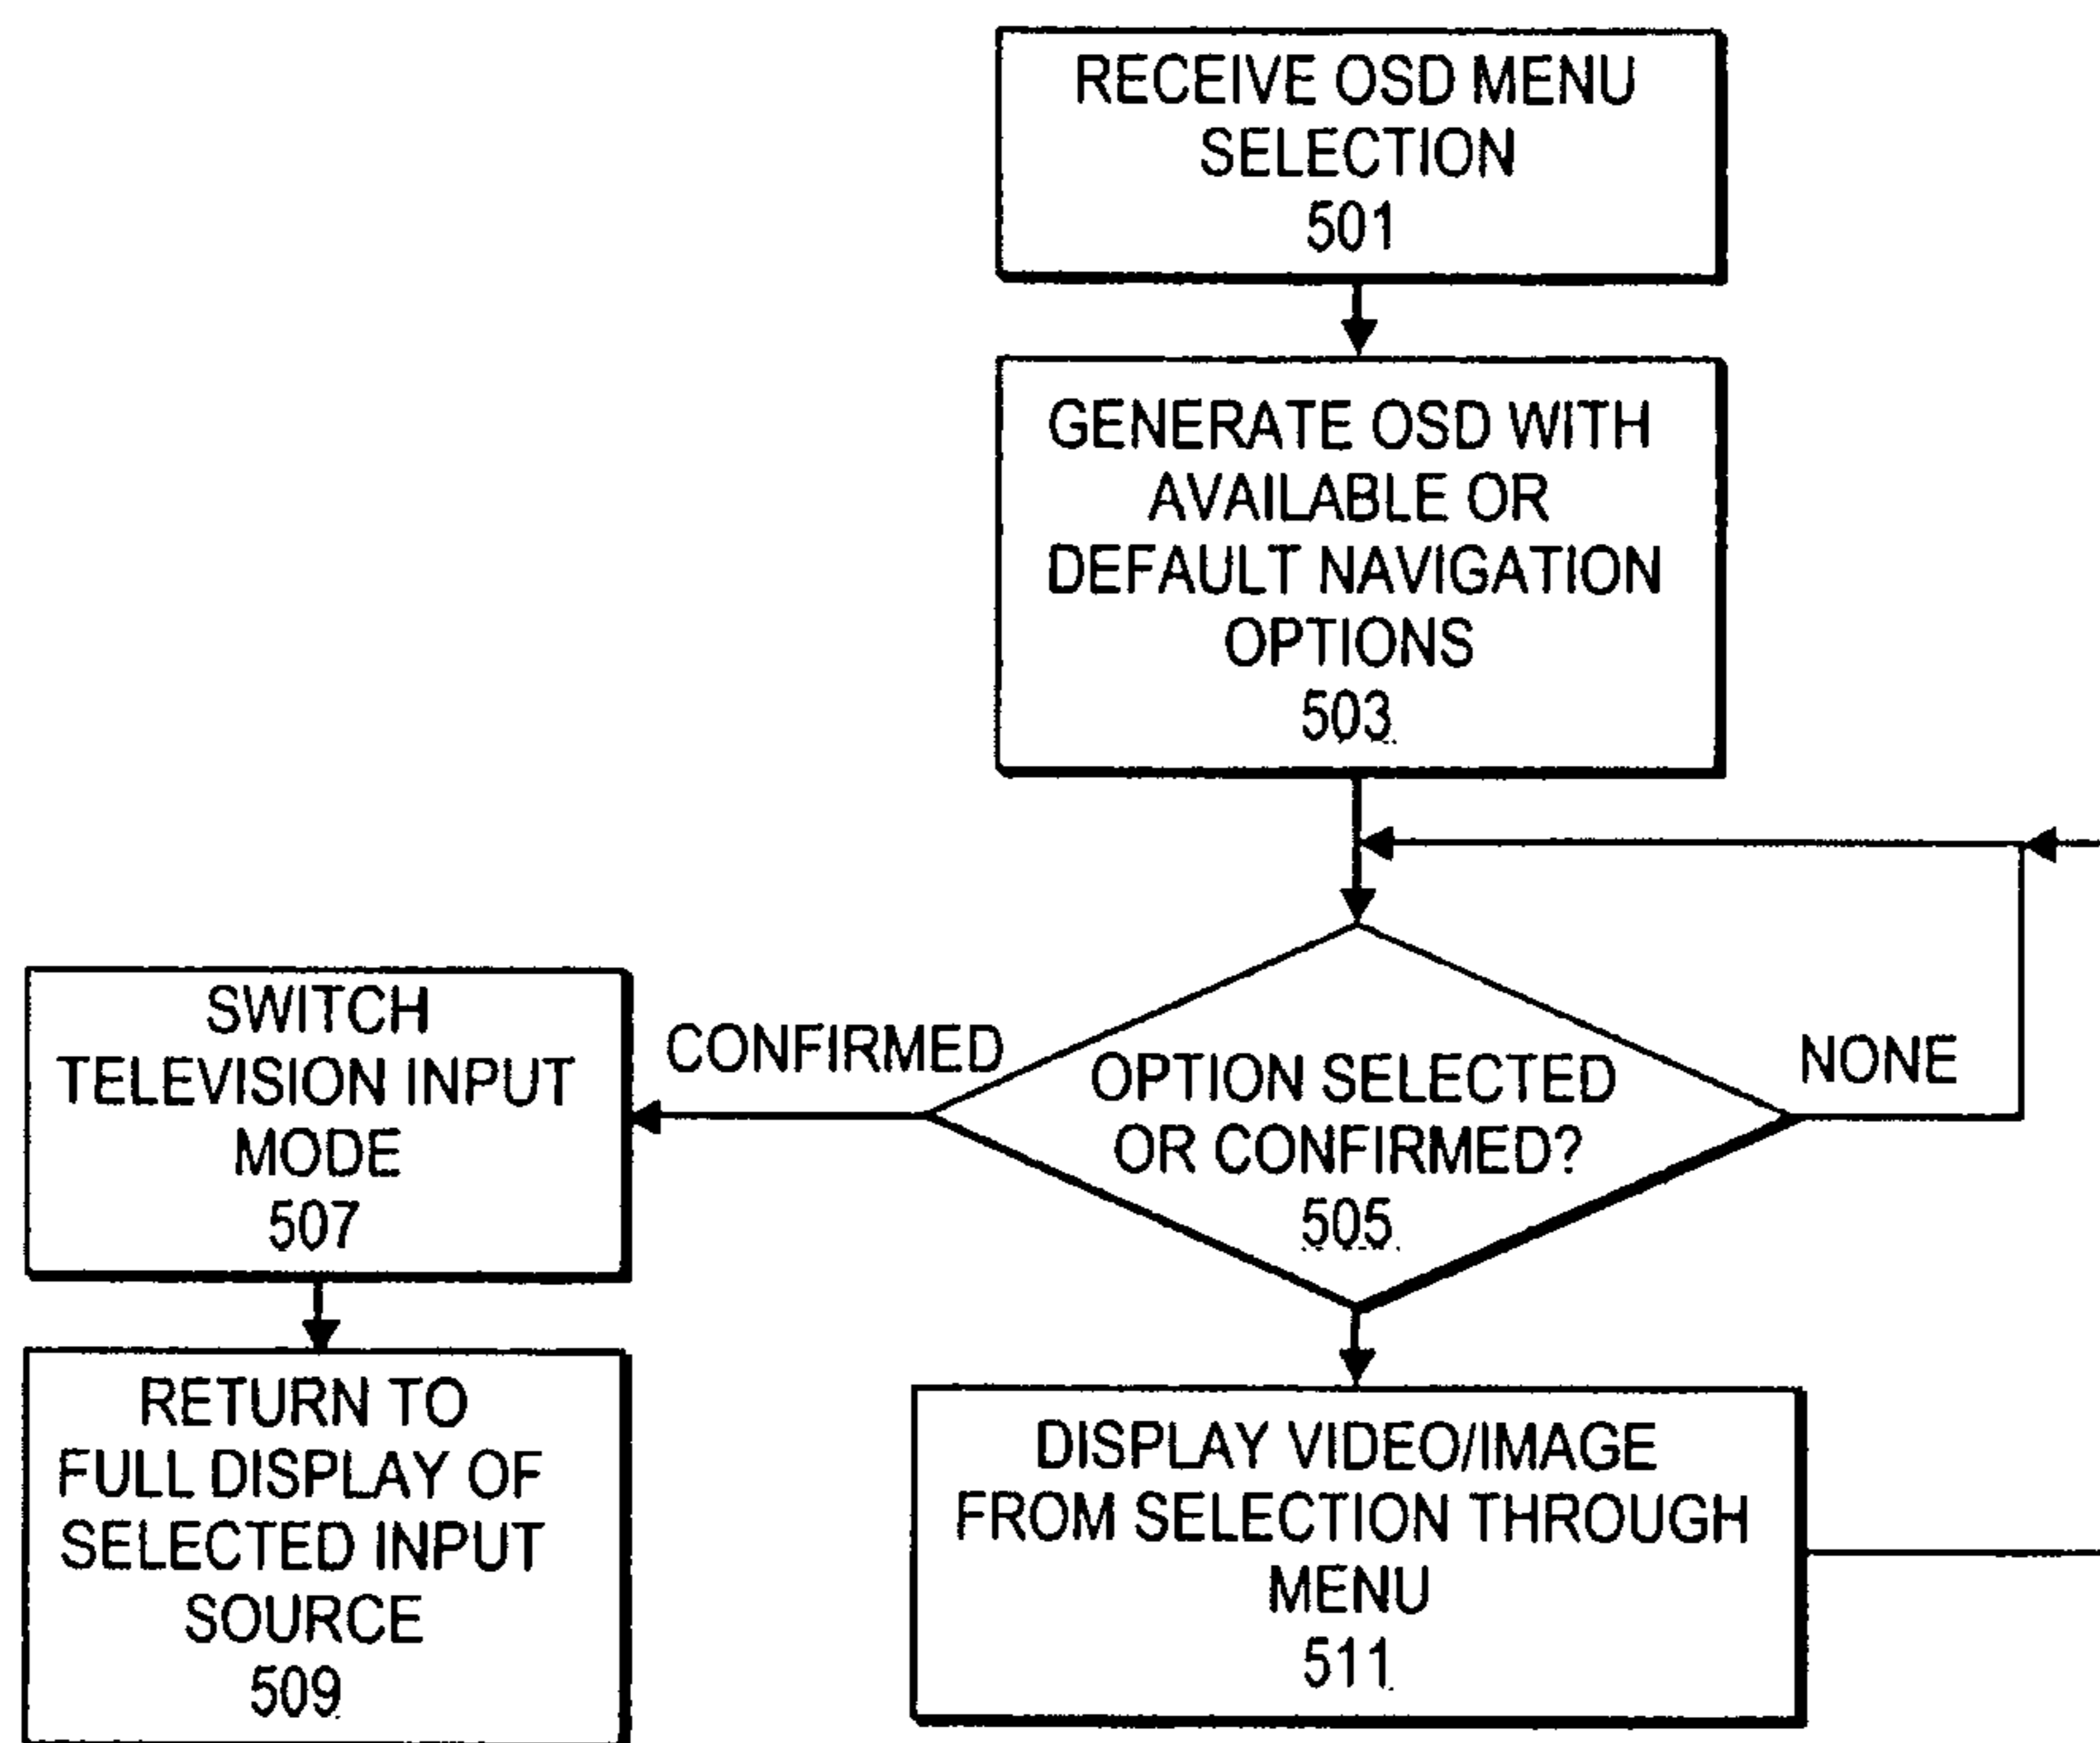 RECEIVE OSD MENU
SELECTION
501
GENERATE OSD WITH
AVAILABLE OR
DEFAULT NAVIGATION
OPTIONS
503
OPTION SELECTED
OR CONFIRMED?
505
CONFIRMED
NONE
SWITCH
TELEVISION INPUT
MODE
507
RETURN TO
FULL DISPLAY OF
SELECTED INPUT
SOURCE
509
DISPLAY VIDEO/IMAGE
FROM SELECTION THROUGH
MENU
511